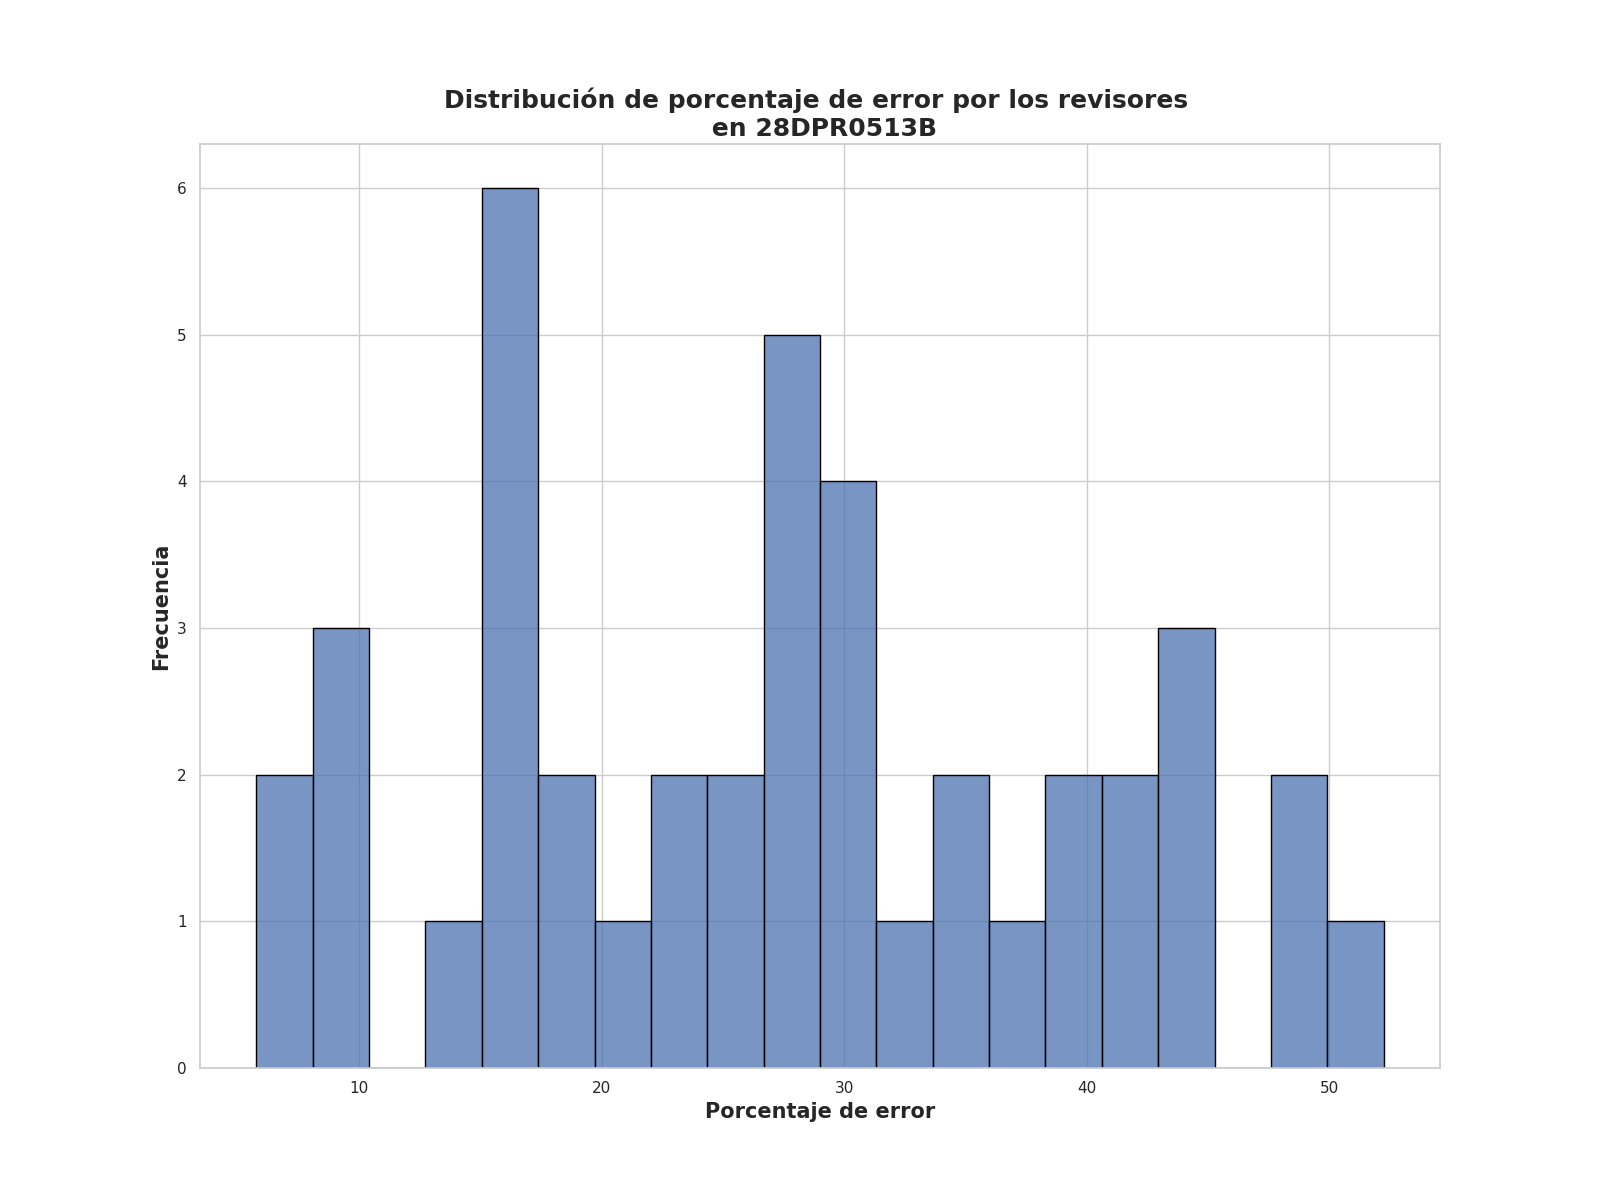 Distribución de porcentaje de error por los revisores
en 28DPR0513B
6
5
4
3
2
1
0
Frecuencia
10 20 30 40 50
Porcentaje de error